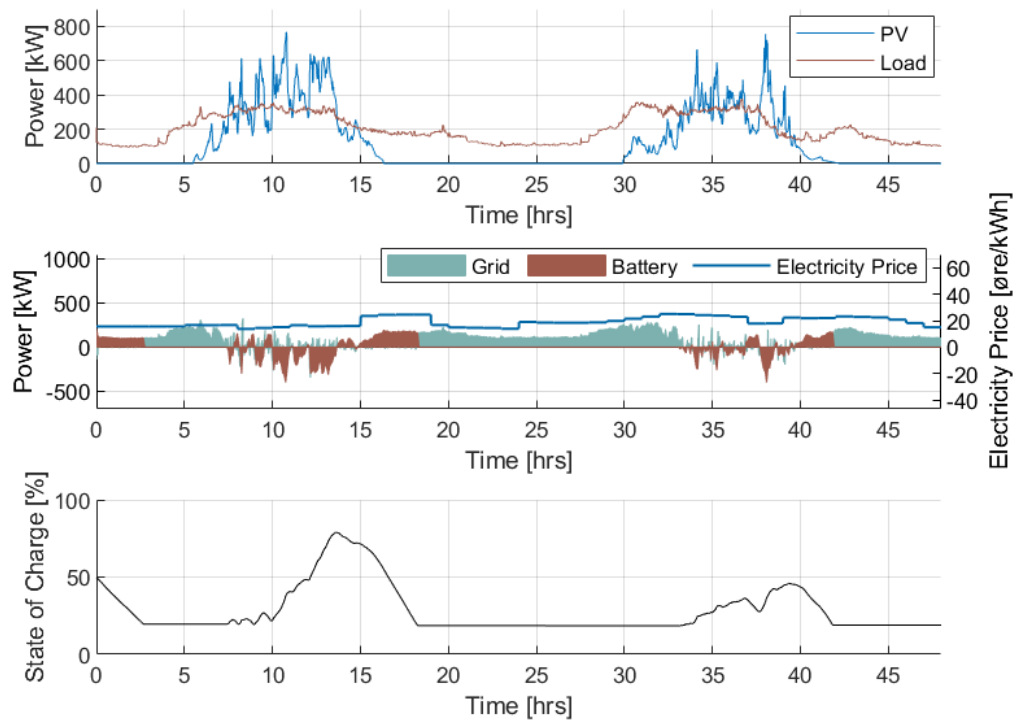 800
600
400
200
0
Power [kW]
PV
Load
0 5 10 15 20 25 30 35 40 45
Time [hrs]
1000
500
0
-500
Power [kW]
Grid Battery Electricity Price
60
40
20
0
-20
-40
Electricity Price [øre/kWh]
0 5 10 15 20 25 30 35 40 45
Time [hrs]
100
50
0
State of Charge [%]
0 5 10 15 20 25 30 35 40 45
Time [hrs]